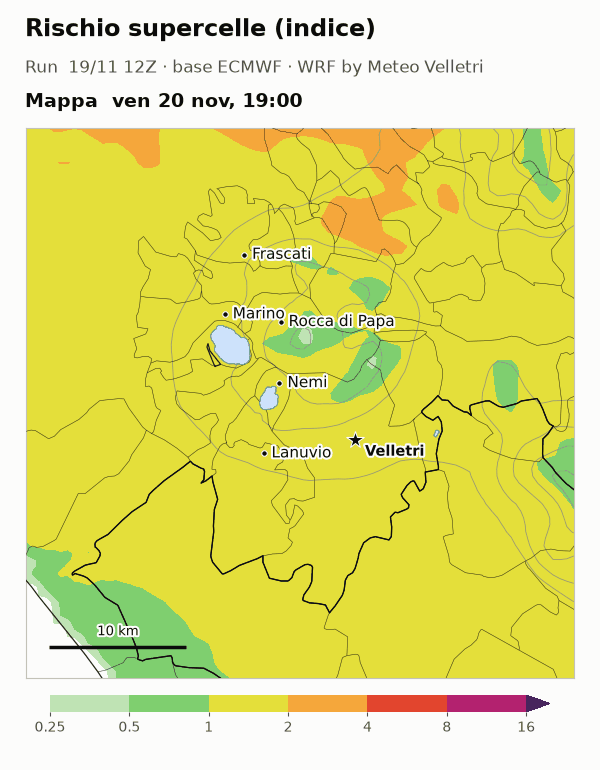 Rischio supercelle (indice)
Run  19/11 12Z · base ECMWF · WRF by Meteo Velletri
Mappa  ven 20 nov, 19:00
Frascati
Marino
Rocca di Papa
Nemi
Velletri
Lanuvio
10 km
0.25 0.5 1 2 4 8 16